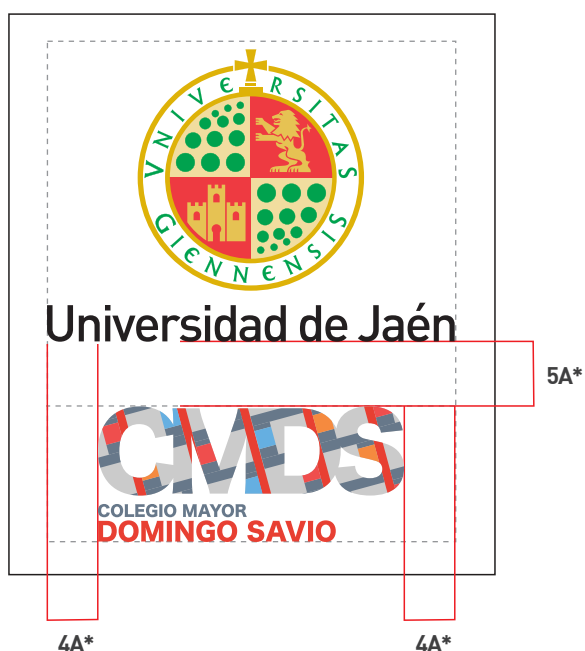 VNIVERSITAS
GIENNENSIS
Universidad de Jaén
5A*
CMDS
COLEGIO MAYOR
DOMINGO SAVIO
4A* 4A*